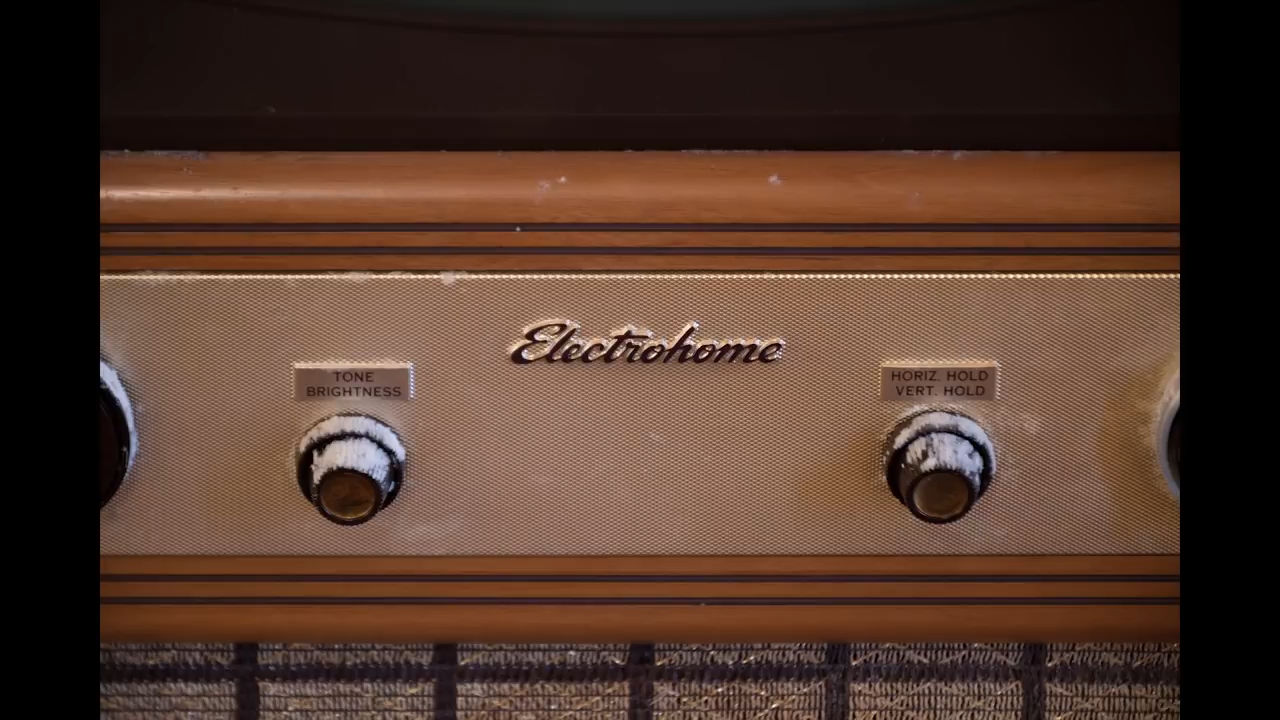 Electrohome
TONE
BRIGHTNESS
HORIZ. HOLD
VERT. HOLD